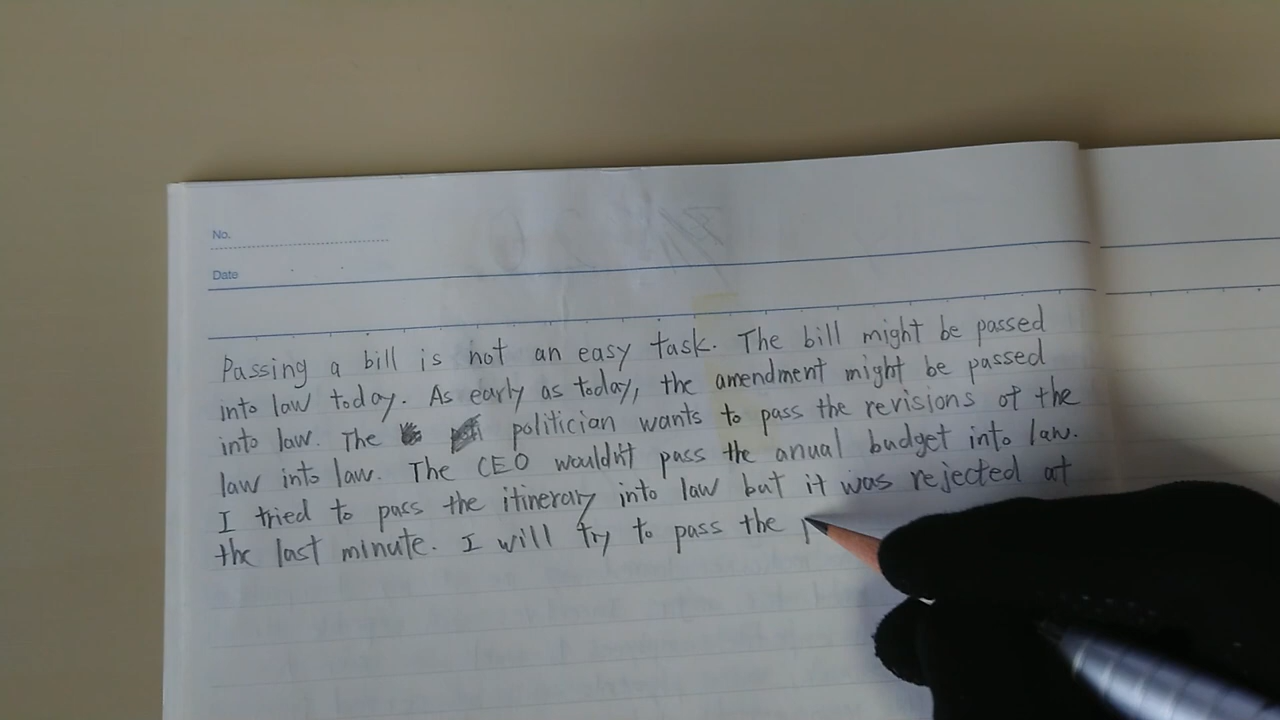 No.
Date
Passing a bill is not an easy task. The bill might be passed
into law today. As early as today, the amendment might be passed
into law. The politician wants to pass the revisions of the
law into law. The CEO wouldn't pass the anual budget into law.
I tried to pass the itinerary into law but it was rejected at
the last minute. I will try to pass the